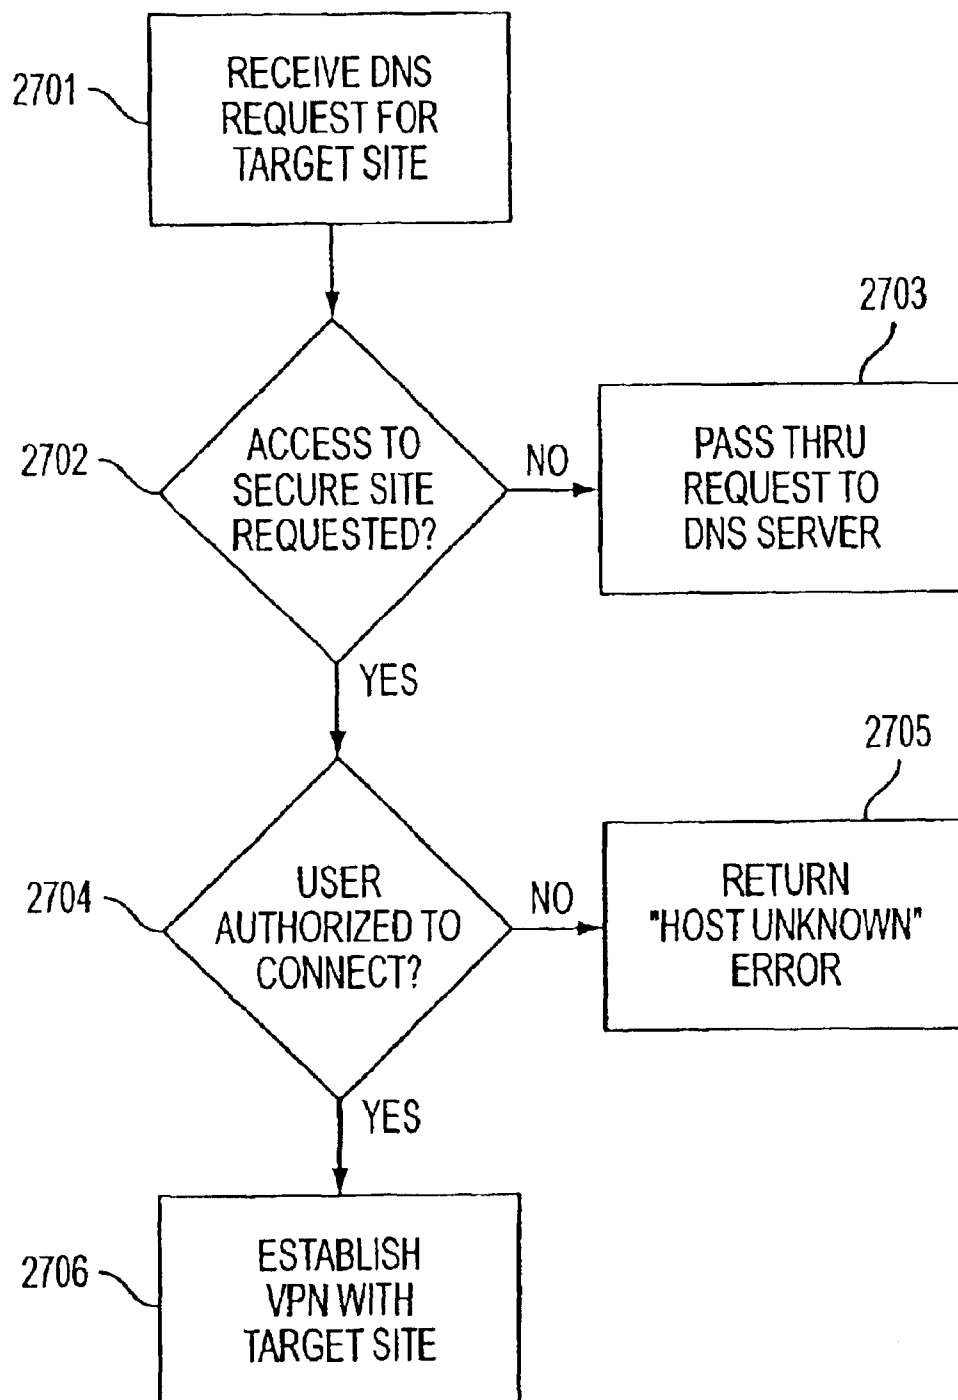 2701
RECEIVE DNS
REQUEST FOR
TARGET SITE
2702
ACCESS TO
SECURE SITE
REQUESTED?
NO
2703
PASS THRU
REQUEST TO
DNS SERVER
YES
2704
USER
AUTHORIZED TO
CONNECT?
NO
2705
RETURN
"HOST UNKNOWN"
ERROR
YES
2706
ESTABLISH
VPN WITH
TARGET SITE